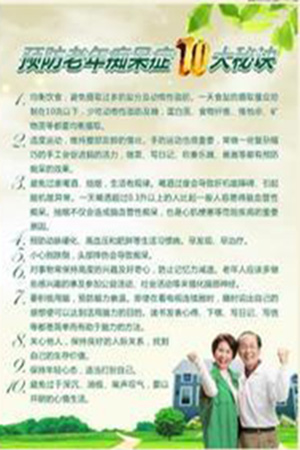 预防老年痴呆症10大秘诀
1、均衡饮食，避免摄取过多的盐分及动物性脂肪。一天食盐的摄取量应控
制在10g以下，少吃动物性脂肪及糖，蛋白质、食物纤维、维他命、矿
物质等都要均衡摄取。
2、适度运动，维持腰部及脚的强壮。手的运动也很重要，常做一些复杂精
巧的手工会促进脑的活力，做菜、写日记、吹奏乐器、画画等都有预防
痴呆的效果。
3、避免过度喝酒、抽烟，生活有规律。喝酒过度会导致肝机能障碍，引起
脑机能异常。一天喝酒超过0.3升以上的人比起一般人容易得脑血管性
痴呆。抽烟不仅会造成脑血管性痴呆，也是心肌梗塞等危险疾病的重要
原因。
4、预防动脉硬化、高血压和肥胖等生活习惯病。早发现、早治疗。
5、小心别跌倒，头部摔伤会导致痴呆。
6、对事物常保持高度的兴趣及好奇心，防止记忆力减退。老年人应该多做
些感兴趣的事及参加公益活动、社会活动等来强化脑部神经。
7、要积极用脑，预防脑力衰退。即使在看电视连续剧时，随时说出自己的
感想便可以达到活用脑力的目的。读书发表心得、下棋、写日记、写信
等都是简单而有助于脑力的方法。
8、关心他人，保持良好的人际关系，找到
自己的生存价值。
9、保持年轻心态，适当打扮自己。
10、避免过于深沉、消极、唉声叹气，要以
开朗的心情生活。